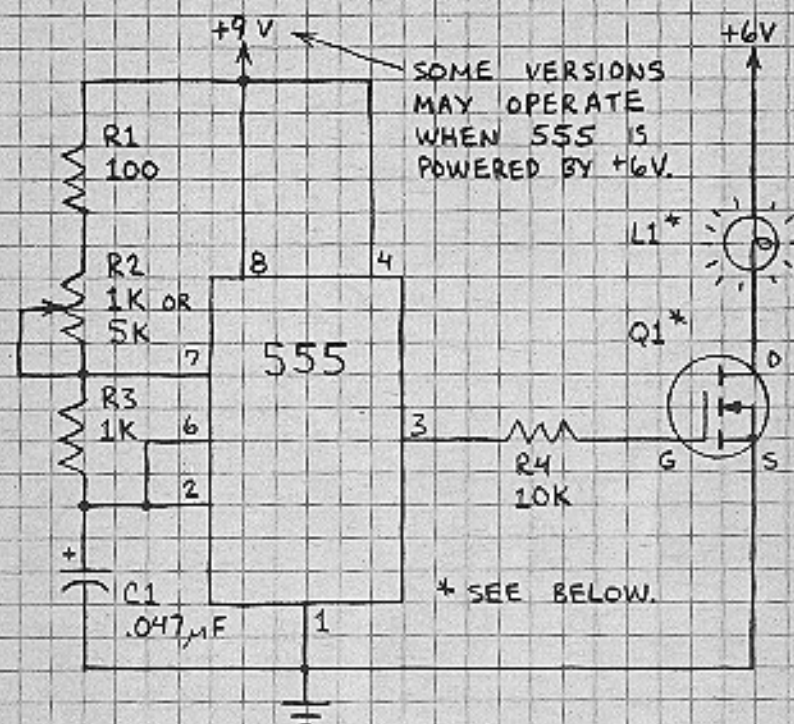 +9 V
+6V
SOME VERSIONS
MAY OPERATE
WHEN 555 IS
POWERED BY +6V.
R1
100
L1*
R2
1K OR
5K
8
4
Q1*
7
555
D
R3
1K
6
3
G
S
R4
10K
2
+
C1
.047µF
* SEE BELOW.
1